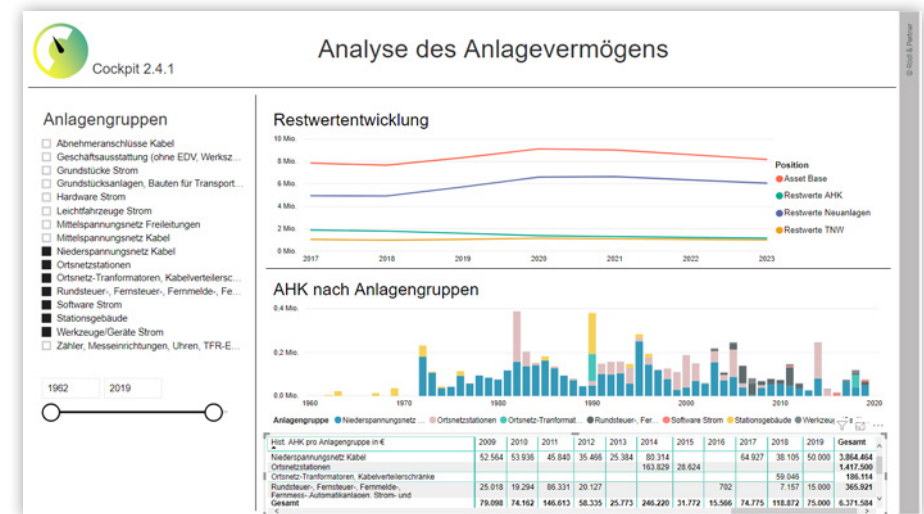 Cockpit 2.4.1
Analyse des Anlagevermögens
© Rödl & Partner
Anlagengruppen
Abnehmeranschlüsse Kabel
Geschäftsausstattung (ohne EDV, Werksz...
Grundstücke Strom
Grundstücksanlagen, Bauten für Transport...
Hardware Strom
Leichtfahrzeuge Strom
Mittelspannungsnetz Freileitungen
Mittelspannungsnetz Kabel
Niederspannungsnetz Kabel
Ortsnetzstationen
Ortsnetz-Tranformatoren, Kabelverteilersc...
Rundsteuer-, Fernsteuer-, Fernmelde-, Fe...
Software Strom
Stationsgebäude
Werkzeuge/Geräte Strom
Zähler, Messeinrichtungen, Uhren, TFR-E...
1962 2019
Restwertentwicklung
10 Mio.
8 Mio.
6 Mio.
4 Mio.
2 Mio.
0 Mio.
2017 2018 2019 2020 2021 2022 2023
Position
Asset Base
Restwerte AHK
Restwerte Neuanlagen
Restwerte TNW
AHK nach Anlagengruppen
0,4 Mio.
0,2 Mio.
0,0 Mio.
1960 1970 1980 1990 2000 2010 2020
Anlagengruppe Niederspannungsnetz ... Ortsnetzstationen Ortsnetz-Tranformat... Rundsteuer-, Fer... Software Strom Stationsgebäude Werkzeu
Hist. AHK pro Anlagengruppe in € 2009 2010 2011 2012 2013 2014 2015 2016 2017 2018 2019 Gesamt
Niederspannungsnetz Kabel 52.564 53.936 45.840 35.466 25.384 80.314 64.927 38.105 50.000 3.864.464
Ortsnetzstationen 163.829 28.624 1.417.500
Ortsnetz-Tranformatoren, Kabelverteilerschränke 59.046 186.114
Rundsteuer-, Fernsteuer-, Fernmelde-, 25.018 19.294 86.331 20.127 702 7.157 15.000 365.921
Fernmess- Automatikanlagen, Strom- und
Gesamt 79.098 74.162 146.613 58.335 25.773 246.220 31.772 15.566 74.775 118.872 75.000 6.371.584